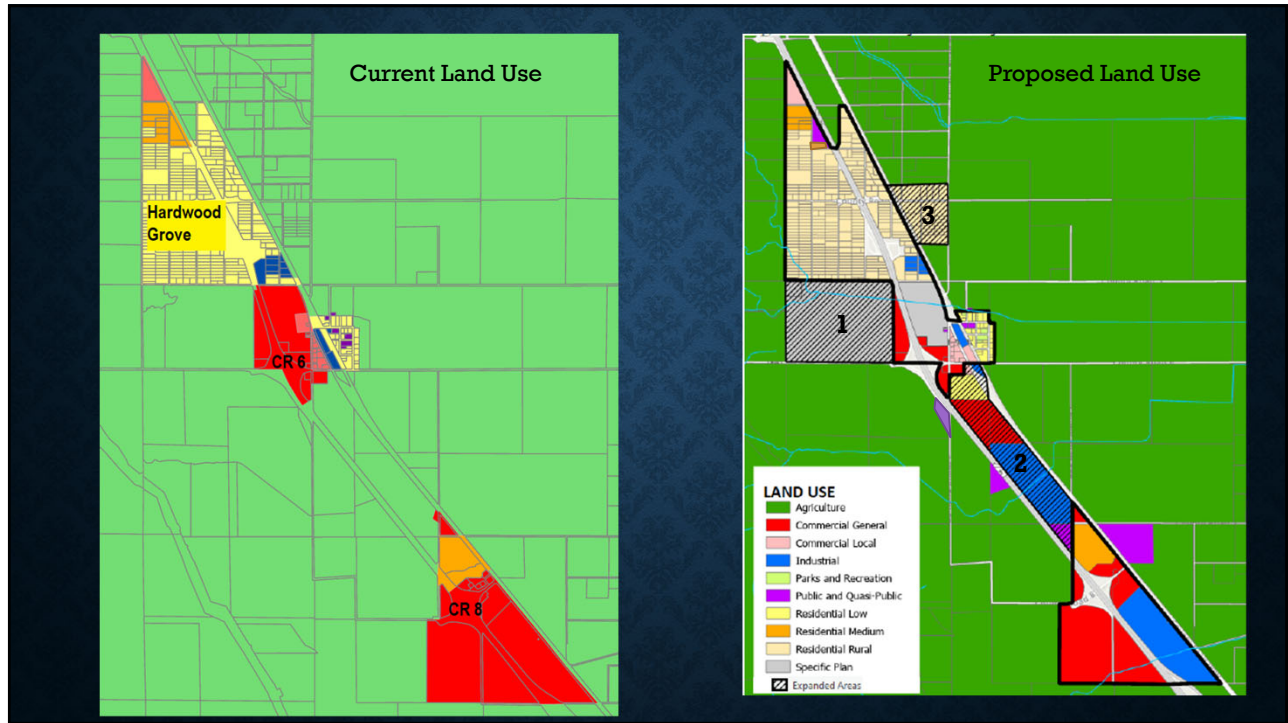 Current Land Use
Hardwood
Grove
CR 6
CR 8
Proposed Land Use
3
1
2
LAND USE
Agriculture
Commercial General
Commercial Local
Industrial
Parks and Recreation
Public and Quasi-Public
Residential Low
Residential Medium
Residential Rural
Specific Plan
Expanded Areas